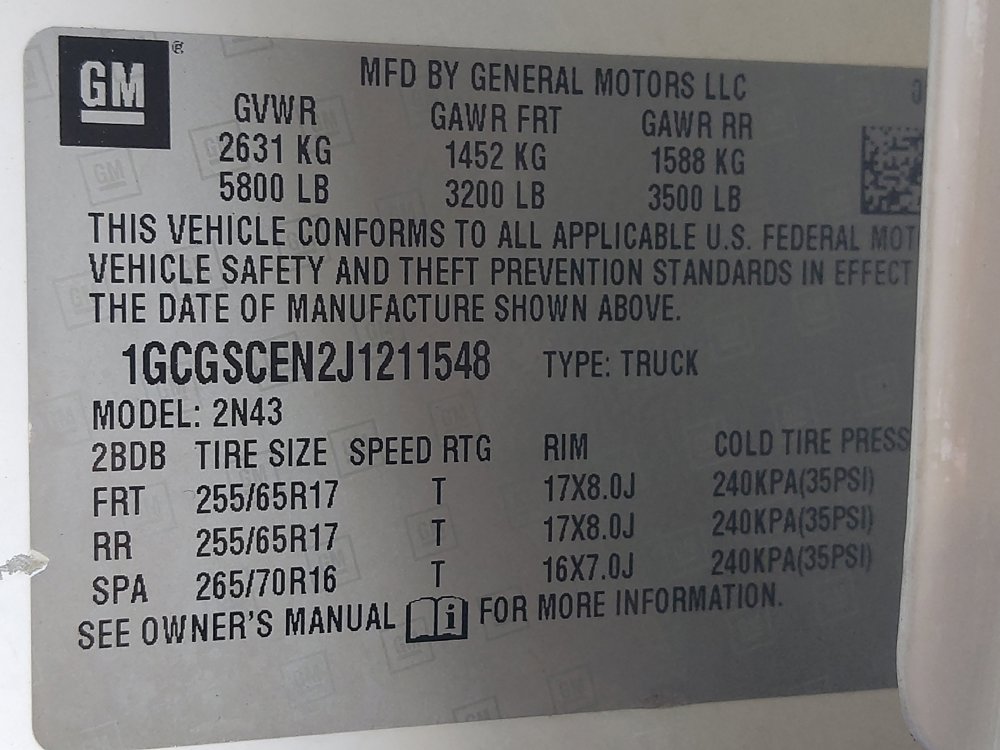 GM ®
MFD BY GENERAL MOTORS LLC
GVWR GAWR FRT GAWR RR
2631 KG 1452 KG 1588 KG
5800 LB 3200 LB 3500 LB
THIS VEHICLE CONFORMS TO ALL APPLICABLE U.S. FEDERAL MOT
VEHICLE SAFETY AND THEFT PREVENTION STANDARDS IN EFFECT
THE DATE OF MANUFACTURE SHOWN ABOVE.
1GCGSCEN2J1211548 TYPE: TRUCK
MODEL: 2N43
2BDB TIRE SIZE SPEED RTG RIM COLD TIRE PRESS
FRT 255/65R17 T 17X8.0J 240KPA(35PSI)
RR 255/65R17 T 17X8.0J 240KPA(35PSI)
SPA 265/70R16 T 16X7.0J 240KPA(35PSI)
SEE OWNER'S MANUAL i FOR MORE INFORMATION.